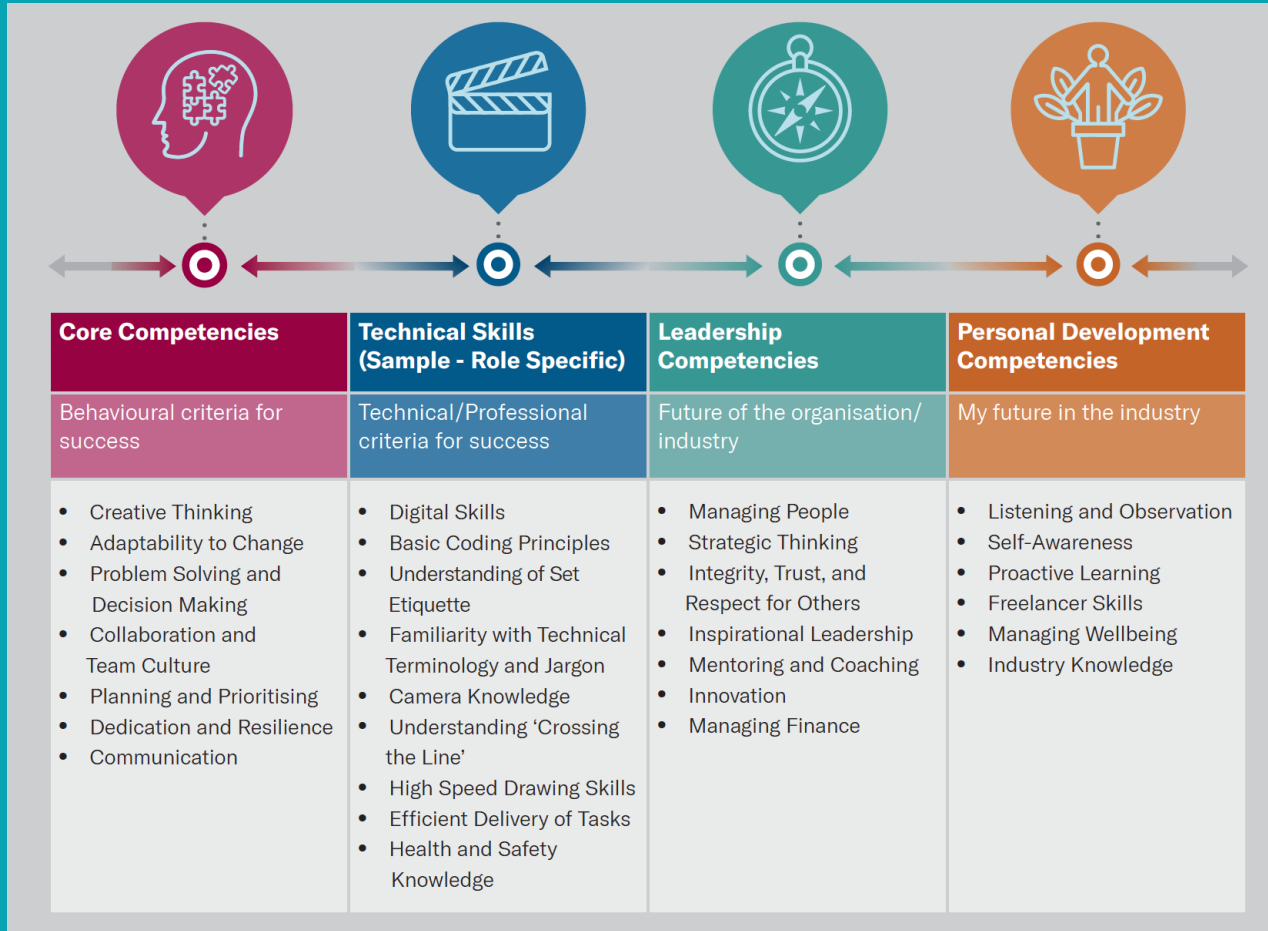 Core Competencies
Behavioural criteria for
success
• Creative Thinking
• Adaptability to Change
• Problem Solving and
Decision Making
• Collaboration and
Team Culture
• Planning and Prioritising
• Dedication and Resilience
• Communication
Technical Skills
(Sample - Role Specific)
Technical/Professional
criteria for success
• Digital Skills
• Basic Coding Principles
• Understanding of Set
Etiquette
• Familiarity with Technical
Terminology and Jargon
• Camera Knowledge
• Understanding ‘Crossing
the Line’
• High Speed Drawing Skills
• Efficient Delivery of Tasks
• Health and Safety
Knowledge
Leadership
Competencies
Future of the organisation/
industry
• Managing People
• Strategic Thinking
• Integrity, Trust, and
Respect for Others
• Inspirational Leadership
• Mentoring and Coaching
• Innovation
• Managing Finance
Personal Development
Competencies
My future in the industry
• Listening and Observation
• Self-Awareness
• Proactive Learning
• Freelancer Skills
• Managing Wellbeing
• Industry Knowledge